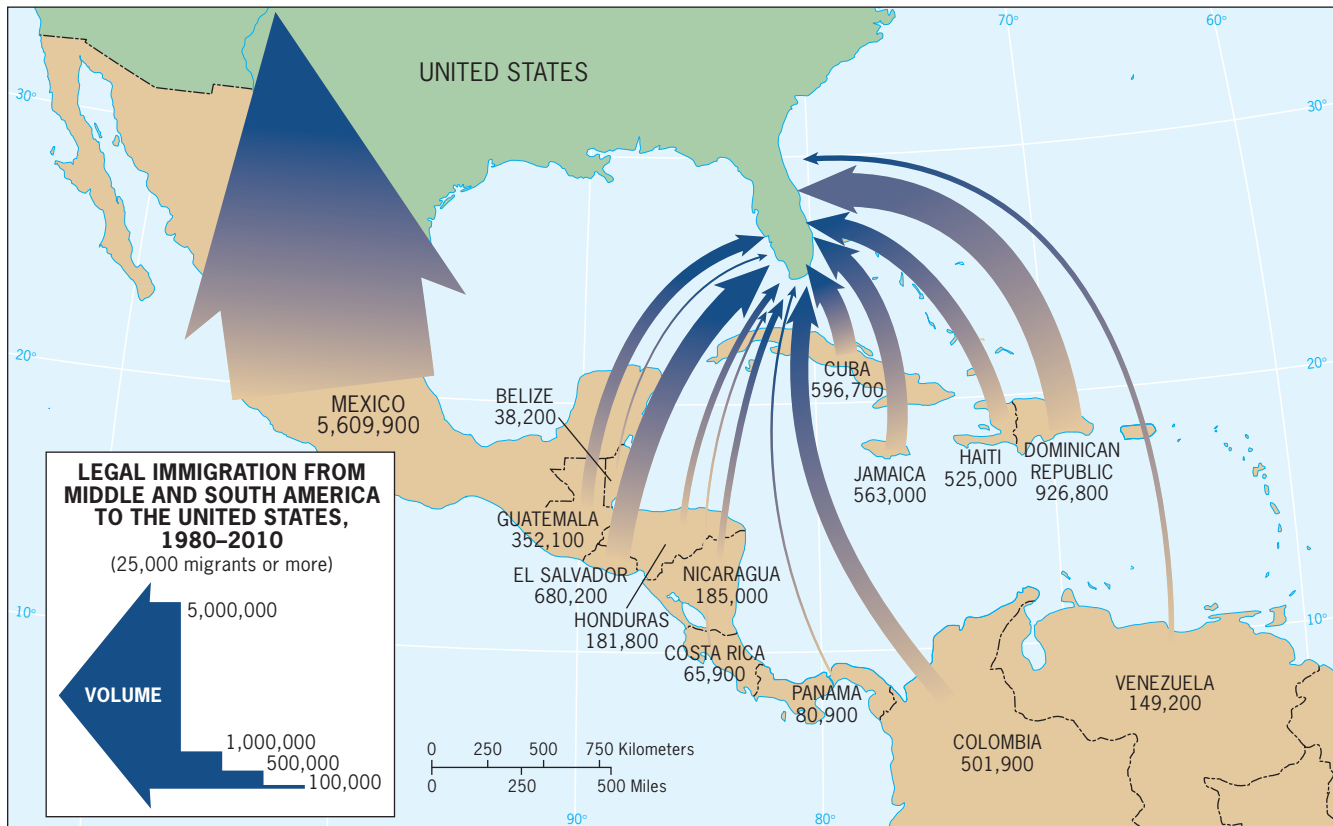 70°
60°
UNITED STATES
30°
30°
20°
20°
MEXICO
5,609,900
BELIZE
38,200
CUBA
596,700
JAMAICA
563,000
HAITI
525,000
DOMINICAN
REPUBLIC
926,800
GUATEMALA
352,100
EL SALVADOR
680,200
HONDURAS
181,800
NICARAGUA
185,000
COSTA RICA
65,900
PANAMA
80,900
COLOMBIA
501,900
VENEZUELA
149,200
10°
10°
LEGAL IMMIGRATION FROM
MIDDLE AND SOUTH AMERICA
TO THE UNITED STATES,
1980–2010
(25,000 migrants or more)
5,000,000
VOLUME
1,000,000
500,000
100,000
0 250 500 750 Kilometers
0 250 500 Miles
90°
80°